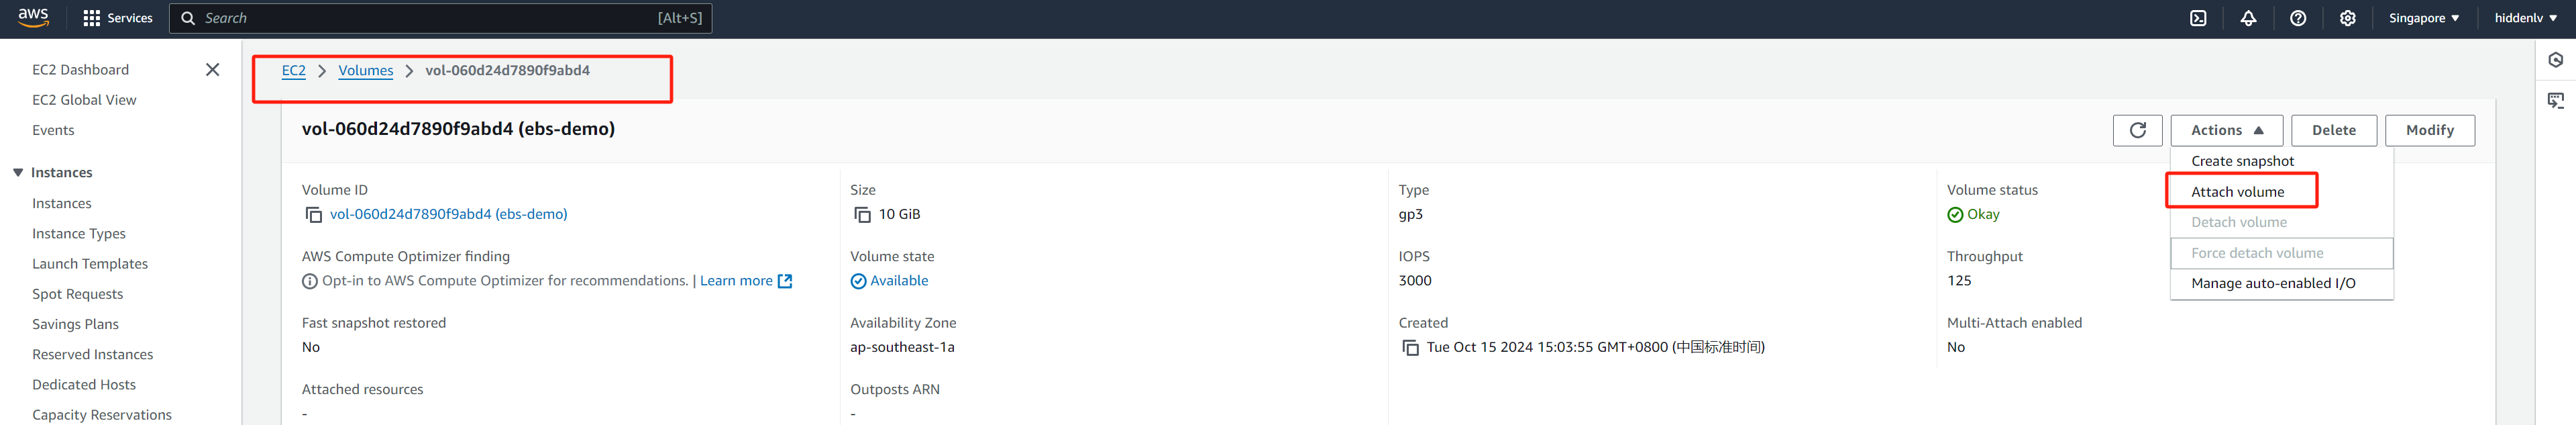 aws
Services
Search
[Alt+S]
Singapore
hiddenlv
EC2 Dashboard
EC2 Global View
Events
Instances
Instances
Instance Types
Launch Templates
Spot Requests
Savings Plans
Reserved Instances
Dedicated Hosts
Capacity Reservations
EC2 > Volumes > vol-060d24d7890f9abd4
vol-060d24d7890f9abd4 (ebs-demo)
Actions
Delete
Modify
Create snapshot
Attach volume
Detach volume
Force detach volume
Manage auto-enabled I/O
Volume ID
vol-060d24d7890f9abd4 (ebs-demo)
Size
10 GiB
Type
gp3
Volume status
Okay
AWS Compute Optimizer finding
Opt-in to AWS Compute Optimizer for recommendations. | Learn more
Volume state
Available
IOPS
3000
Throughput
125
Fast snapshot restored
No
Availability Zone
ap-southeast-1a
Created
Tue Oct 15 2024 15:03:55 GMT+0800 (中国标准时间)
Multi-Attach enabled
No
Attached resources
-
Outposts ARN
-